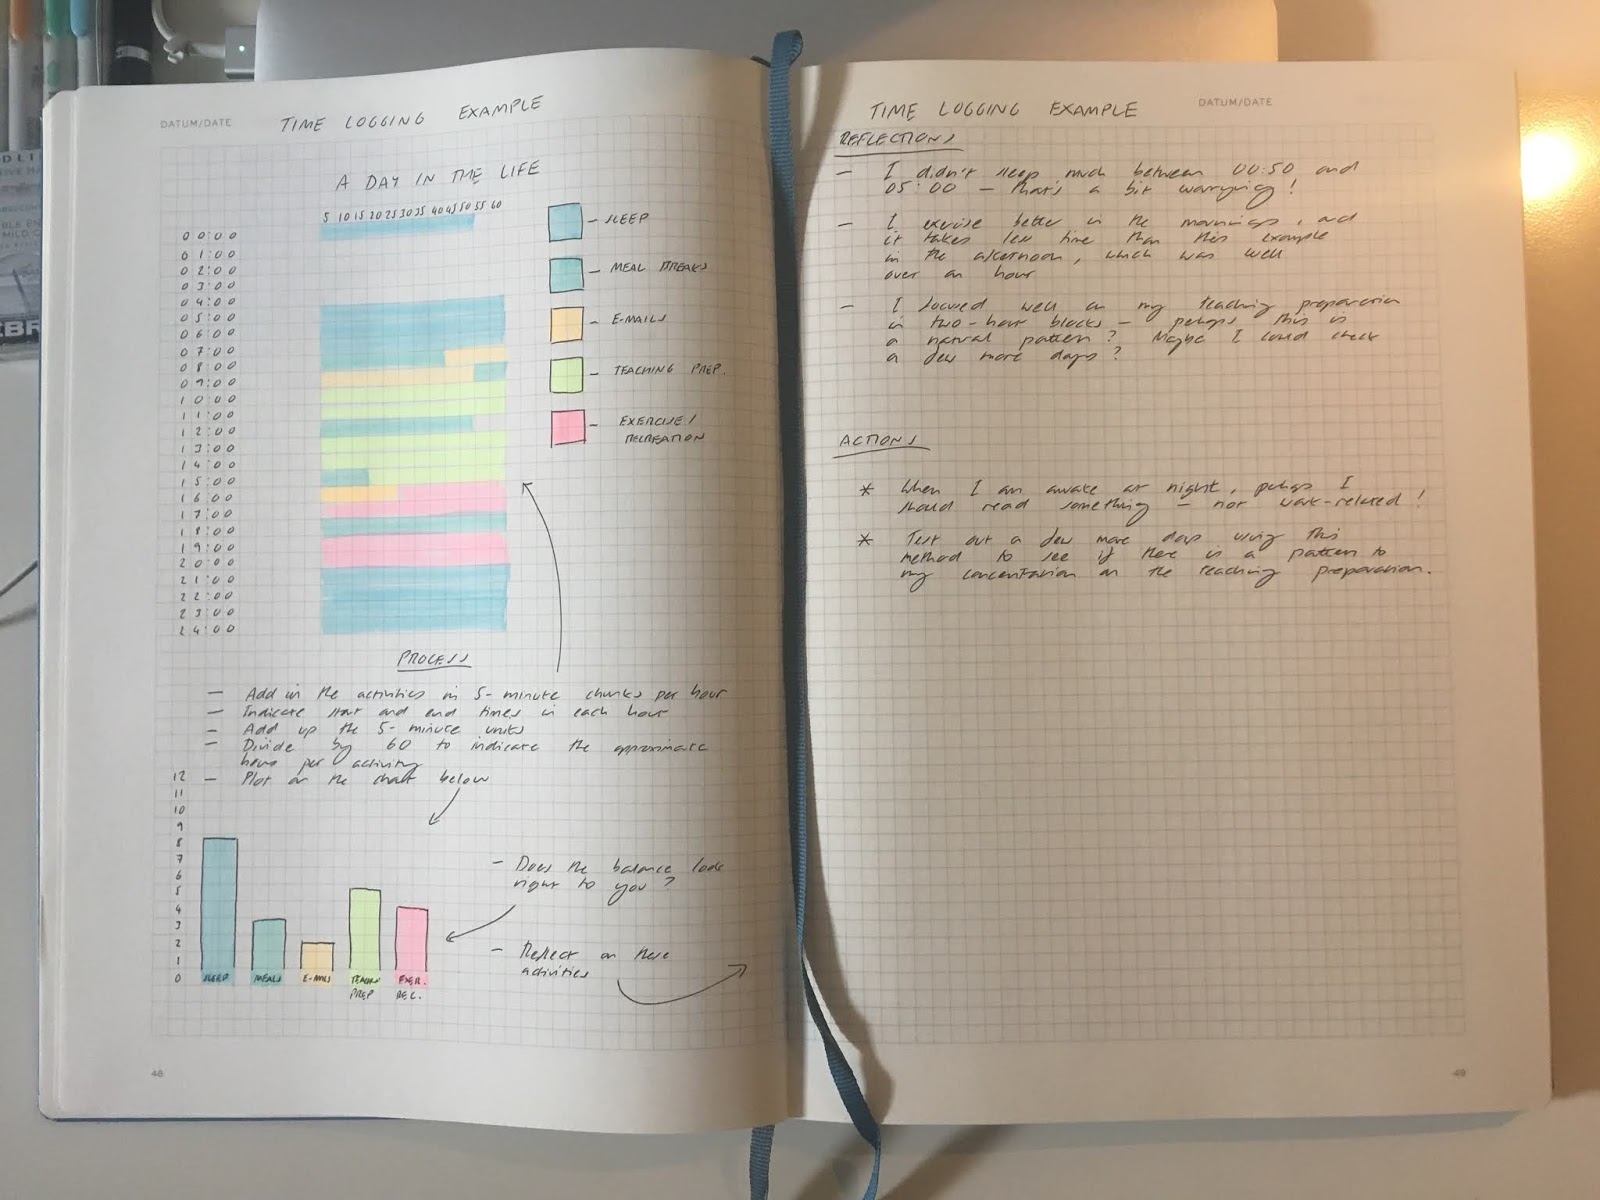 DATUM/DATE
TIME LOGGING EXAMPLE
A DAY IN THE LIFE
5 10 15 20 25 30 35 40 45 50 55 60
00:00
01:00
02:00
03:00
04:00
05:00
06:00
07:00
08:00
09:00
10:00
11:00
12:00
13:00
14:00
15:00
16:00
17:00
18:00
19:00
20:00
21:00
22:00
23:00
24:00
- SLEEP
- MEAL BREAKS
- E-MAILS
- TEACHING PREP.
- EXERCISE/
RECREATION
PROCESS
- Add in the activities in 5-minute chunks per hour
- Indicate start and end times in each hour
- Add up the 5-minute units
- Divide by 60 to indicate the approximate
hours per activity
- Plot on the chart below
12
11
10
9
8
7
6
5
4
3
2
1
0
SLEEP
MEALS
E-MAILS
TEACHIN
PREP
EXER.
REC.
- Does the balance look
right to you?
- Reflect on these
activities
48
TIME LOGGING EXAMPLE
DATUM/DATE
REFLECTIONS
- I didn't sleep much between 00:50 and
05:00 - that's a bit worrying!
- I exercise better in the mornings, and
it takes less time than this example
in the afternoon, which was well
over an hour
- I focused well on my teaching preparation
in two-hour blocks - perhaps this is
a natural pattern? Maybe I could check
a few more days?
ACTIONS
* When I am awake at night, perhaps I
should read something - not work-related!
* Test out a few more days using this
method to see if there is a pattern to
my concentration on the teaching preparation.
49